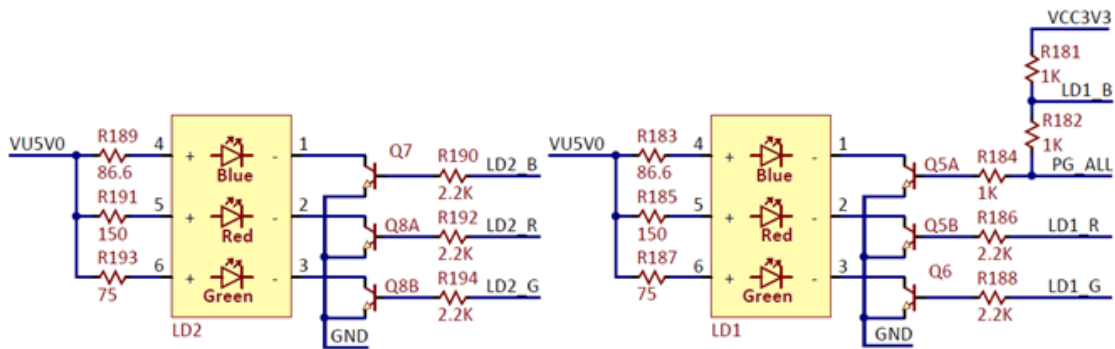 VCC3V3
R181
1K
LD1_B
R182
1K
PG_ALL
VU5V0
R189
86.6
4
+
Blue
-
1
Q7
R190
2.2K
LD2_B
R191
150
5
+
Red
-
2
Q8A
R192
2.2K
LD2_R
R193
75
6
+
Green
-
3
Q8B
R194
2.2K
LD2_G
LD2
GND
VU5V0
R183
86.6
4
+
Blue
-
1
Q5A
R184
1K
R185
150
5
+
Red
-
2
Q5B
R186
2.2K
LD1_R
R187
75
6
+
Green
-
3
Q6
R188
2.2K
LD1_G
LD1
GND